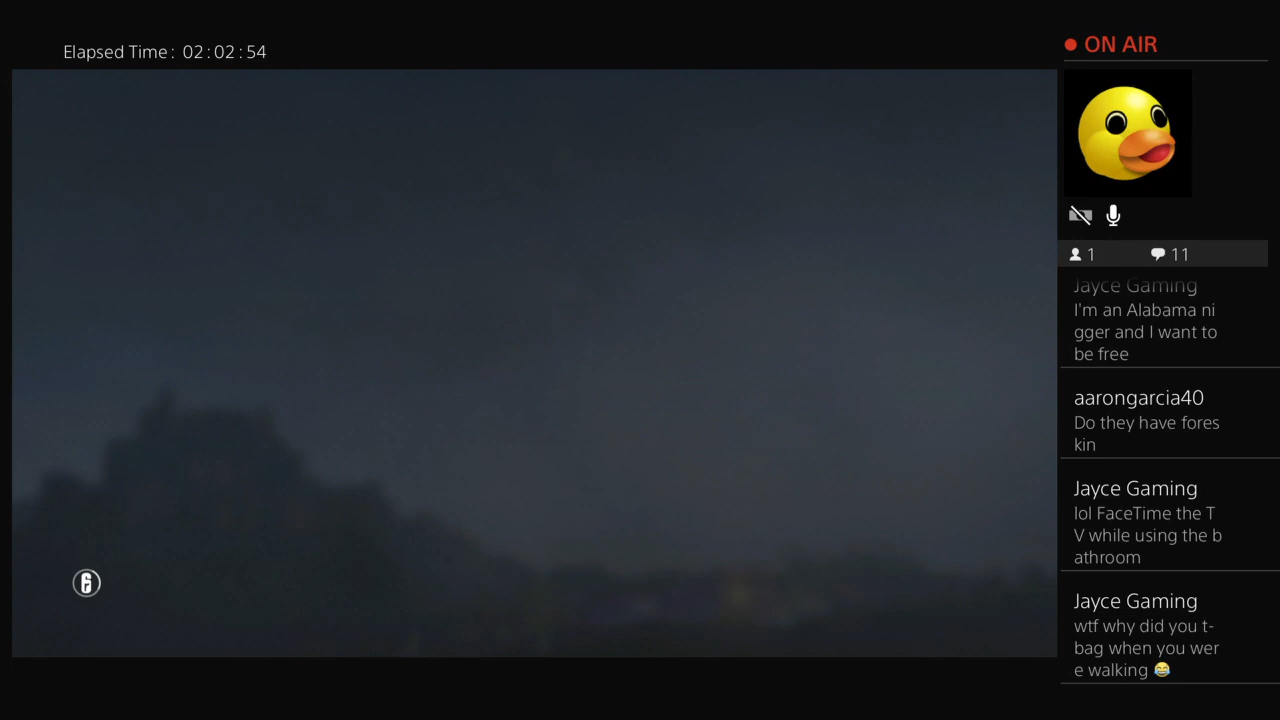 Elapsed Time: 02:02:54
ON AIR
1
11
Jayce Gaming
I'm an Alabama ni
gger and I want to
be free
aarongarcia40
Do they have fores
kin
Jayce Gaming
lol FaceTime the T
V while using the b
athroom
Jayce Gaming
wtf why did you t-
bag when you wer
e walking 😂
6